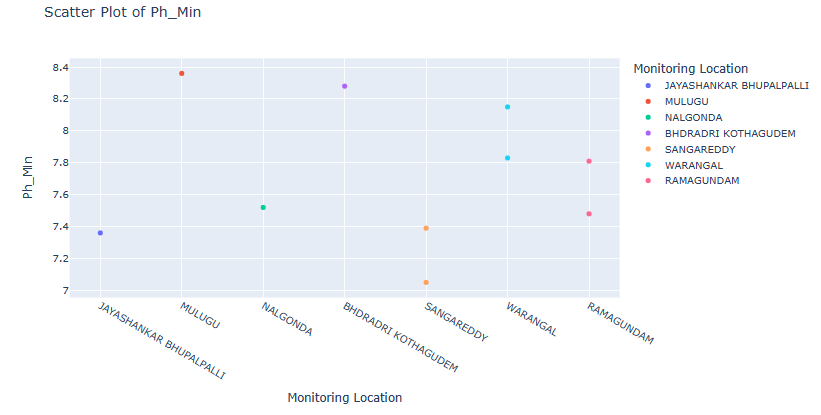 Scatter Plot of Ph_Min
8.4
8.2
8
7.8
7.6
7.4
7.2
7
Ph_Min
JAYASHANKAR BHUPALPALLI
MULUGU
NALGONDA
BHDRADRI KOTHAGUDEM
SANGAREDDY
WARANGAL
RAMAGUNDAM
Monitoring Location
Monitoring Location
JAYASHANKAR BHUPALPALLI
MULUGU
NALGONDA
BHDRADRI KOTHAGUDEM
SANGAREDDY
WARANGAL
RAMAGUNDAM